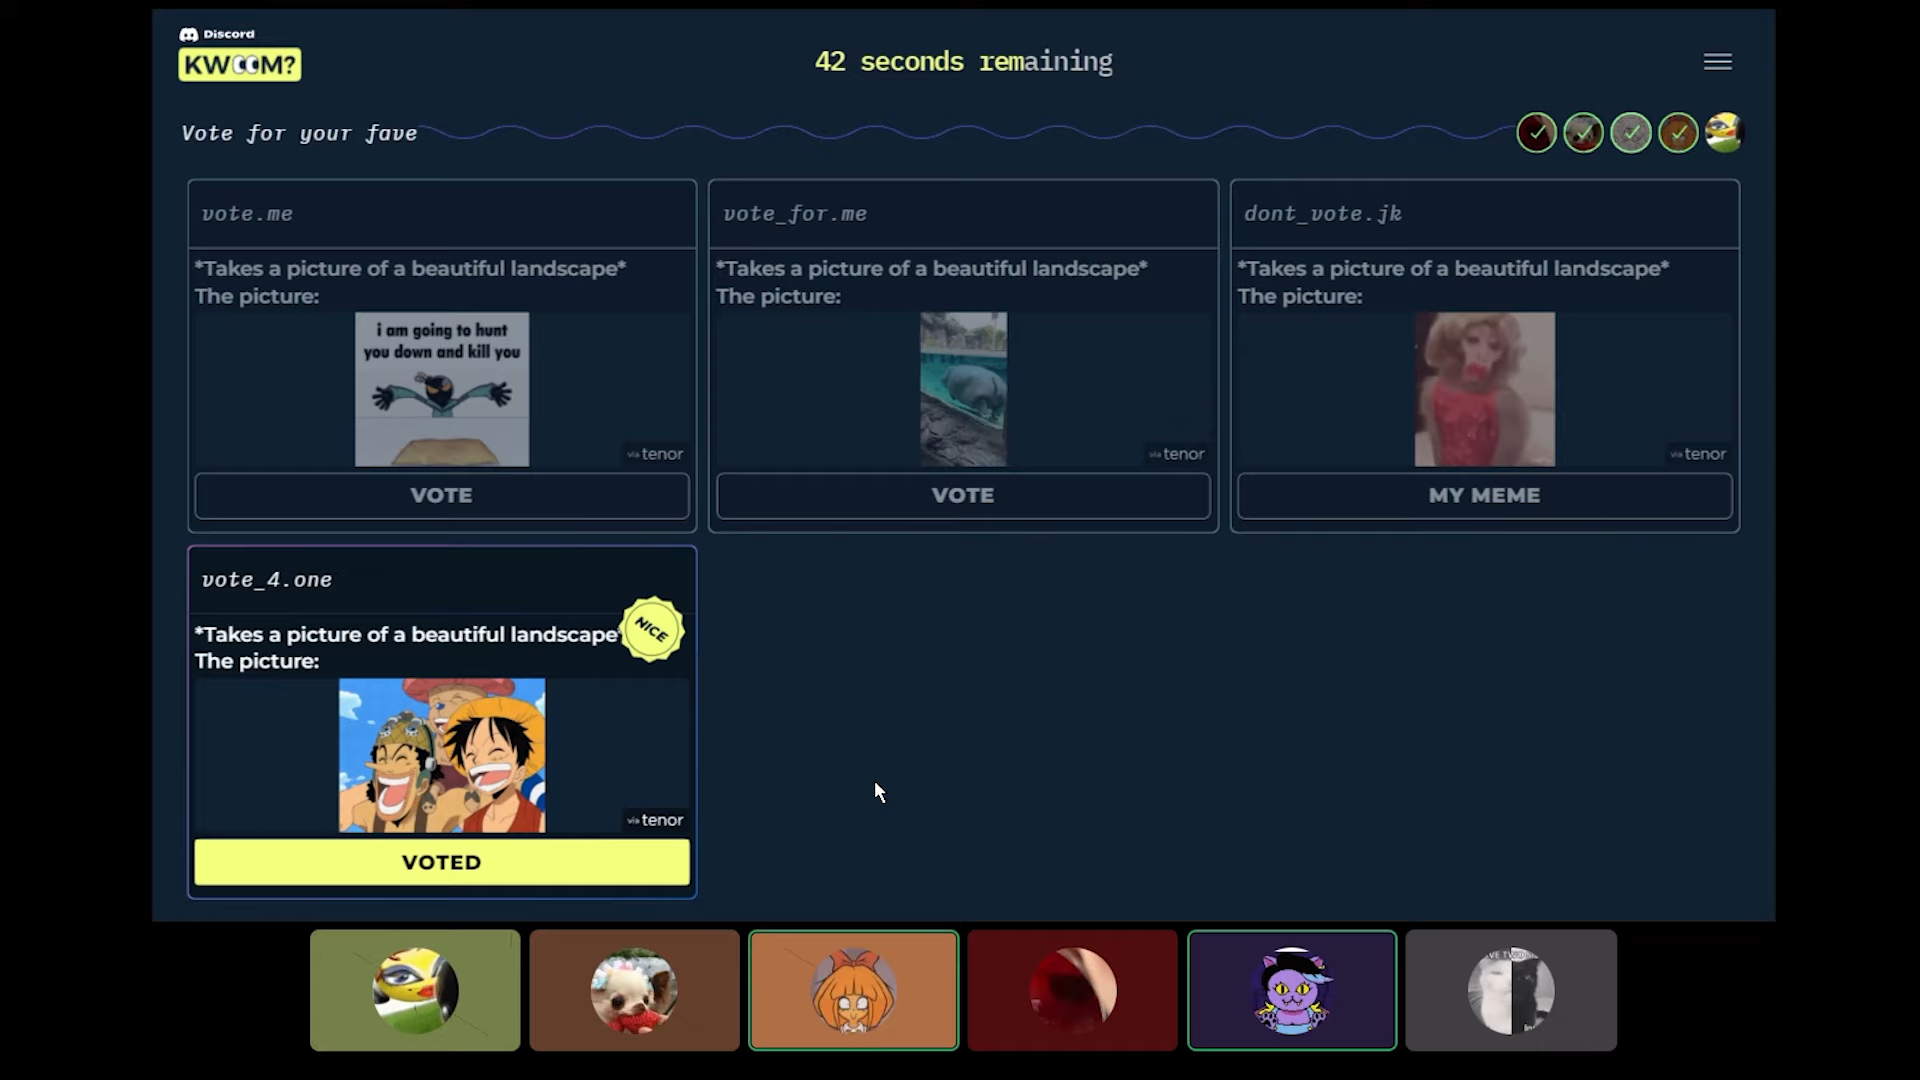 Discord
KWOOM?
42 seconds remaining
Vote for your fave
vote.me
*Takes a picture of a beautiful landscape*
The picture:
i am going to hunt
you down and kill you
via tenor
VOTE
vote_for.me
*Takes a picture of a beautiful landscape*
The picture:
via tenor
VOTE
dont_vote.jk
*Takes a picture of a beautiful landscape*
The picture:
via tenor
MY MEME
vote_4.one
NICE
*Takes a picture of a beautiful landscape*
The picture:
via tenor
VOTED